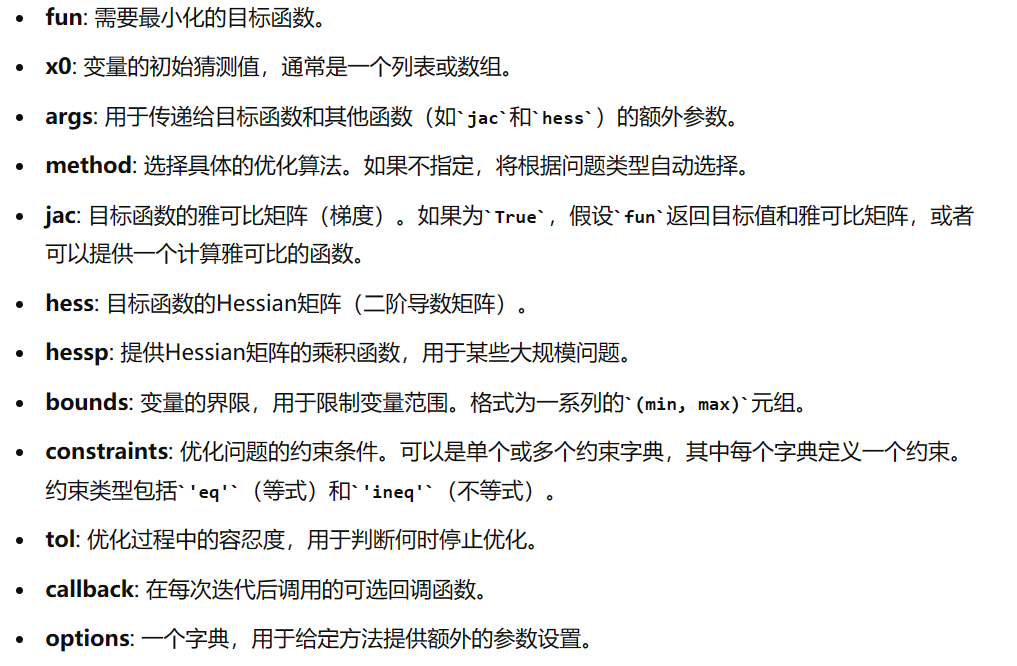 • fun: 需要最小化的目标函数。
• x0: 变量的初始猜测值，通常是一个列表或数组。
• args: 用于传递给目标函数和其他函数（如`jac`和`hess`）的额外参数。
• method: 选择具体的优化算法。如果不指定，将根据问题类型自动选择。
• jac: 目标函数的雅可比矩阵（梯度）。如果为`True`，假设`fun`返回目标值和雅可比矩阵，或者
可以提供一个计算雅可比的函数。
• hess: 目标函数的Hessian矩阵（二阶导数矩阵）。
• hessp: 提供Hessian矩阵的乘积函数，用于某些大规模问题。
• bounds: 变量的界限，用于限制变量范围。格式为一系列的`(min, max)`元组。
• constraints: 优化问题的约束条件。可以是单个或多个约束字典，其中每个字典定义一个约束。
约束类型包括`'eq'`（等式）和`'ineq'`（不等式）。
• tol: 优化过程中的容忍度，用于判断何时停止优化。
• callback: 在每次迭代后调用的可选回调函数。
• options: 一个字典，用于给定方法提供额外的参数设置。